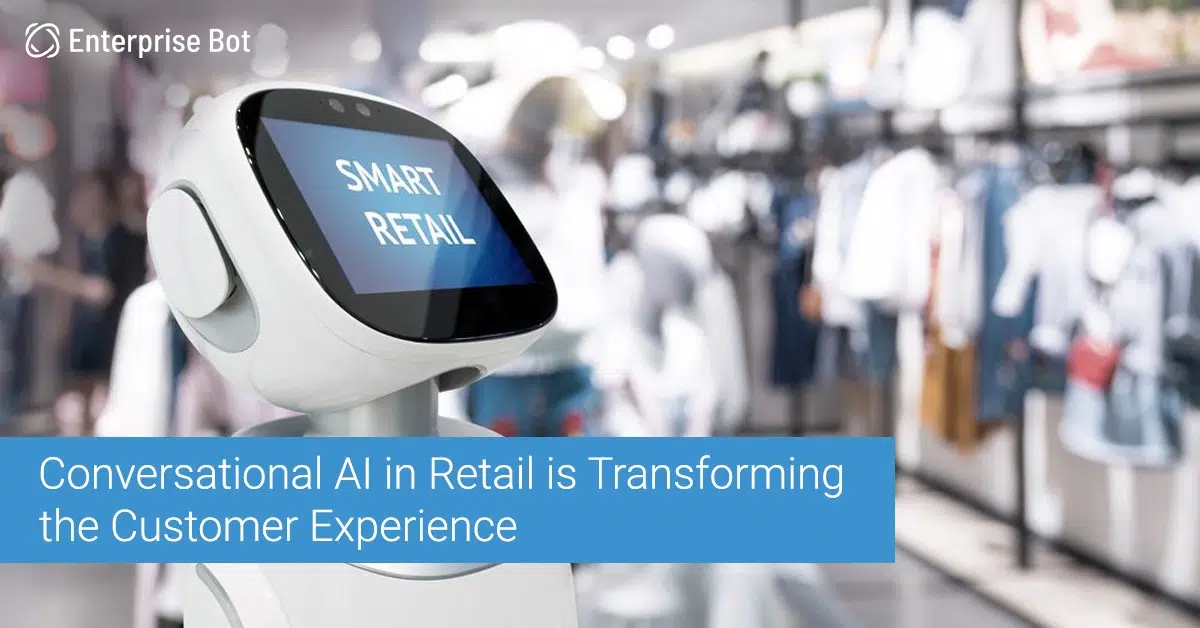 Enterprise Bot
SMART
RETAIL
Conversational AI in Retail is Transforming
the Customer Experience